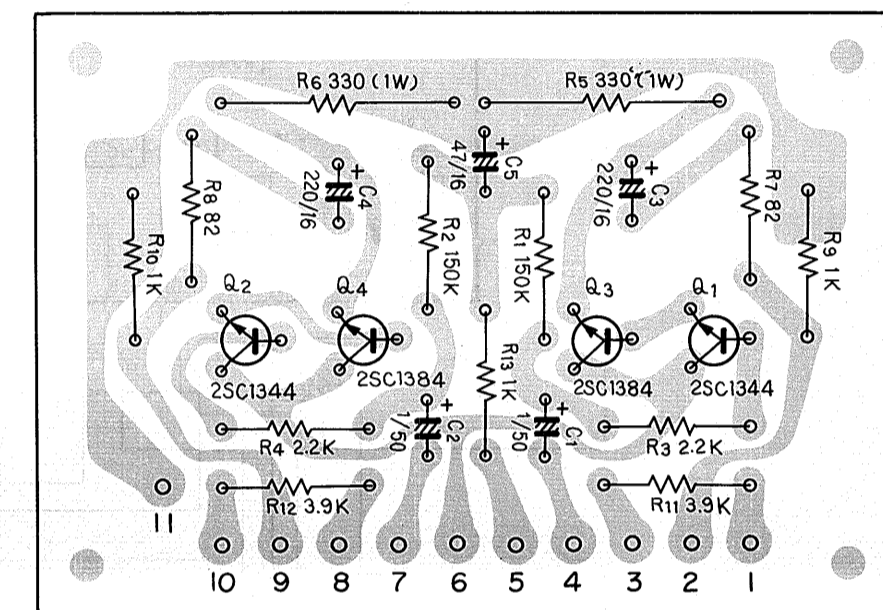 R6 330 (1W)
R5 330 (1W)
+
C5
47/16
+
C4
220/16
+
C3
220/16
R8 82
R7 82
R10 1K
R2 150K
R1 150K
R9 1K
Q2
Q4
Q3
Q1
R13 1K
2SC1344
2SC1384
2SC1384
2SC1344
+
C2
1/50
+
C1
1/50
R4 2.2K
R3 2.2K
R12 3.9K
R11 3.9K
11
10 9 8 7 6 5 4 3 2 1